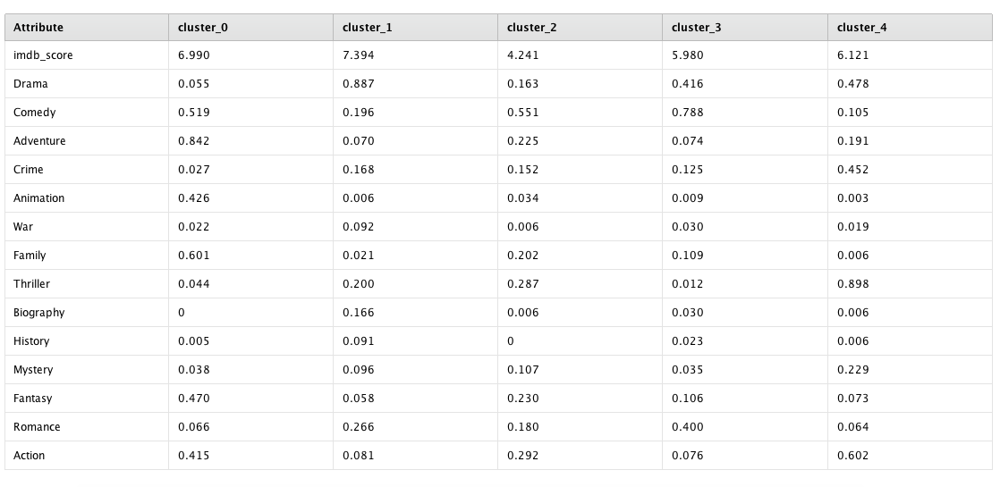 Attribute cluster_0 cluster_1 cluster_2 cluster_3 cluster_4
imdb_score 6.990 7.394 4.241 5.980 6.121
Drama 0.055 0.887 0.163 0.416 0.478
Comedy 0.519 0.196 0.551 0.788 0.105
Adventure 0.842 0.070 0.225 0.074 0.191
Crime 0.027 0.168 0.152 0.125 0.452
Animation 0.426 0.006 0.034 0.009 0.003
War 0.022 0.092 0.006 0.030 0.019
Family 0.601 0.021 0.202 0.109 0.006
Thriller 0.044 0.200 0.287 0.012 0.898
Biography 0 0.166 0.006 0.030 0.006
History 0.005 0.091 0 0.023 0.006
Mystery 0.038 0.096 0.107 0.035 0.229
Fantasy 0.470 0.058 0.230 0.106 0.073
Romance 0.066 0.266 0.180 0.400 0.064
Action 0.415 0.081 0.292 0.076 0.602